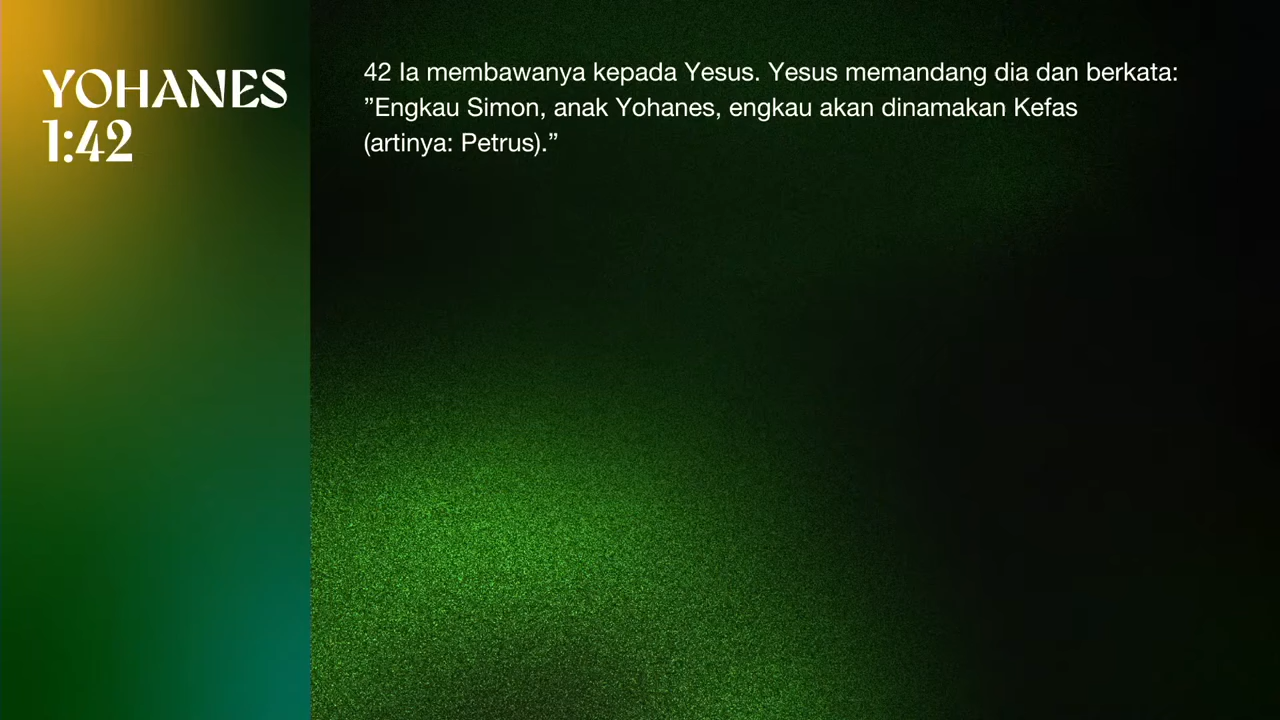 YOHANES
1:42
42 Ia membawanya kepada Yesus. Yesus memandang dia dan berkata:
”Engkau Simon, anak Yohanes, engkau akan dinamakan Kefas
(artinya: Petrus).”